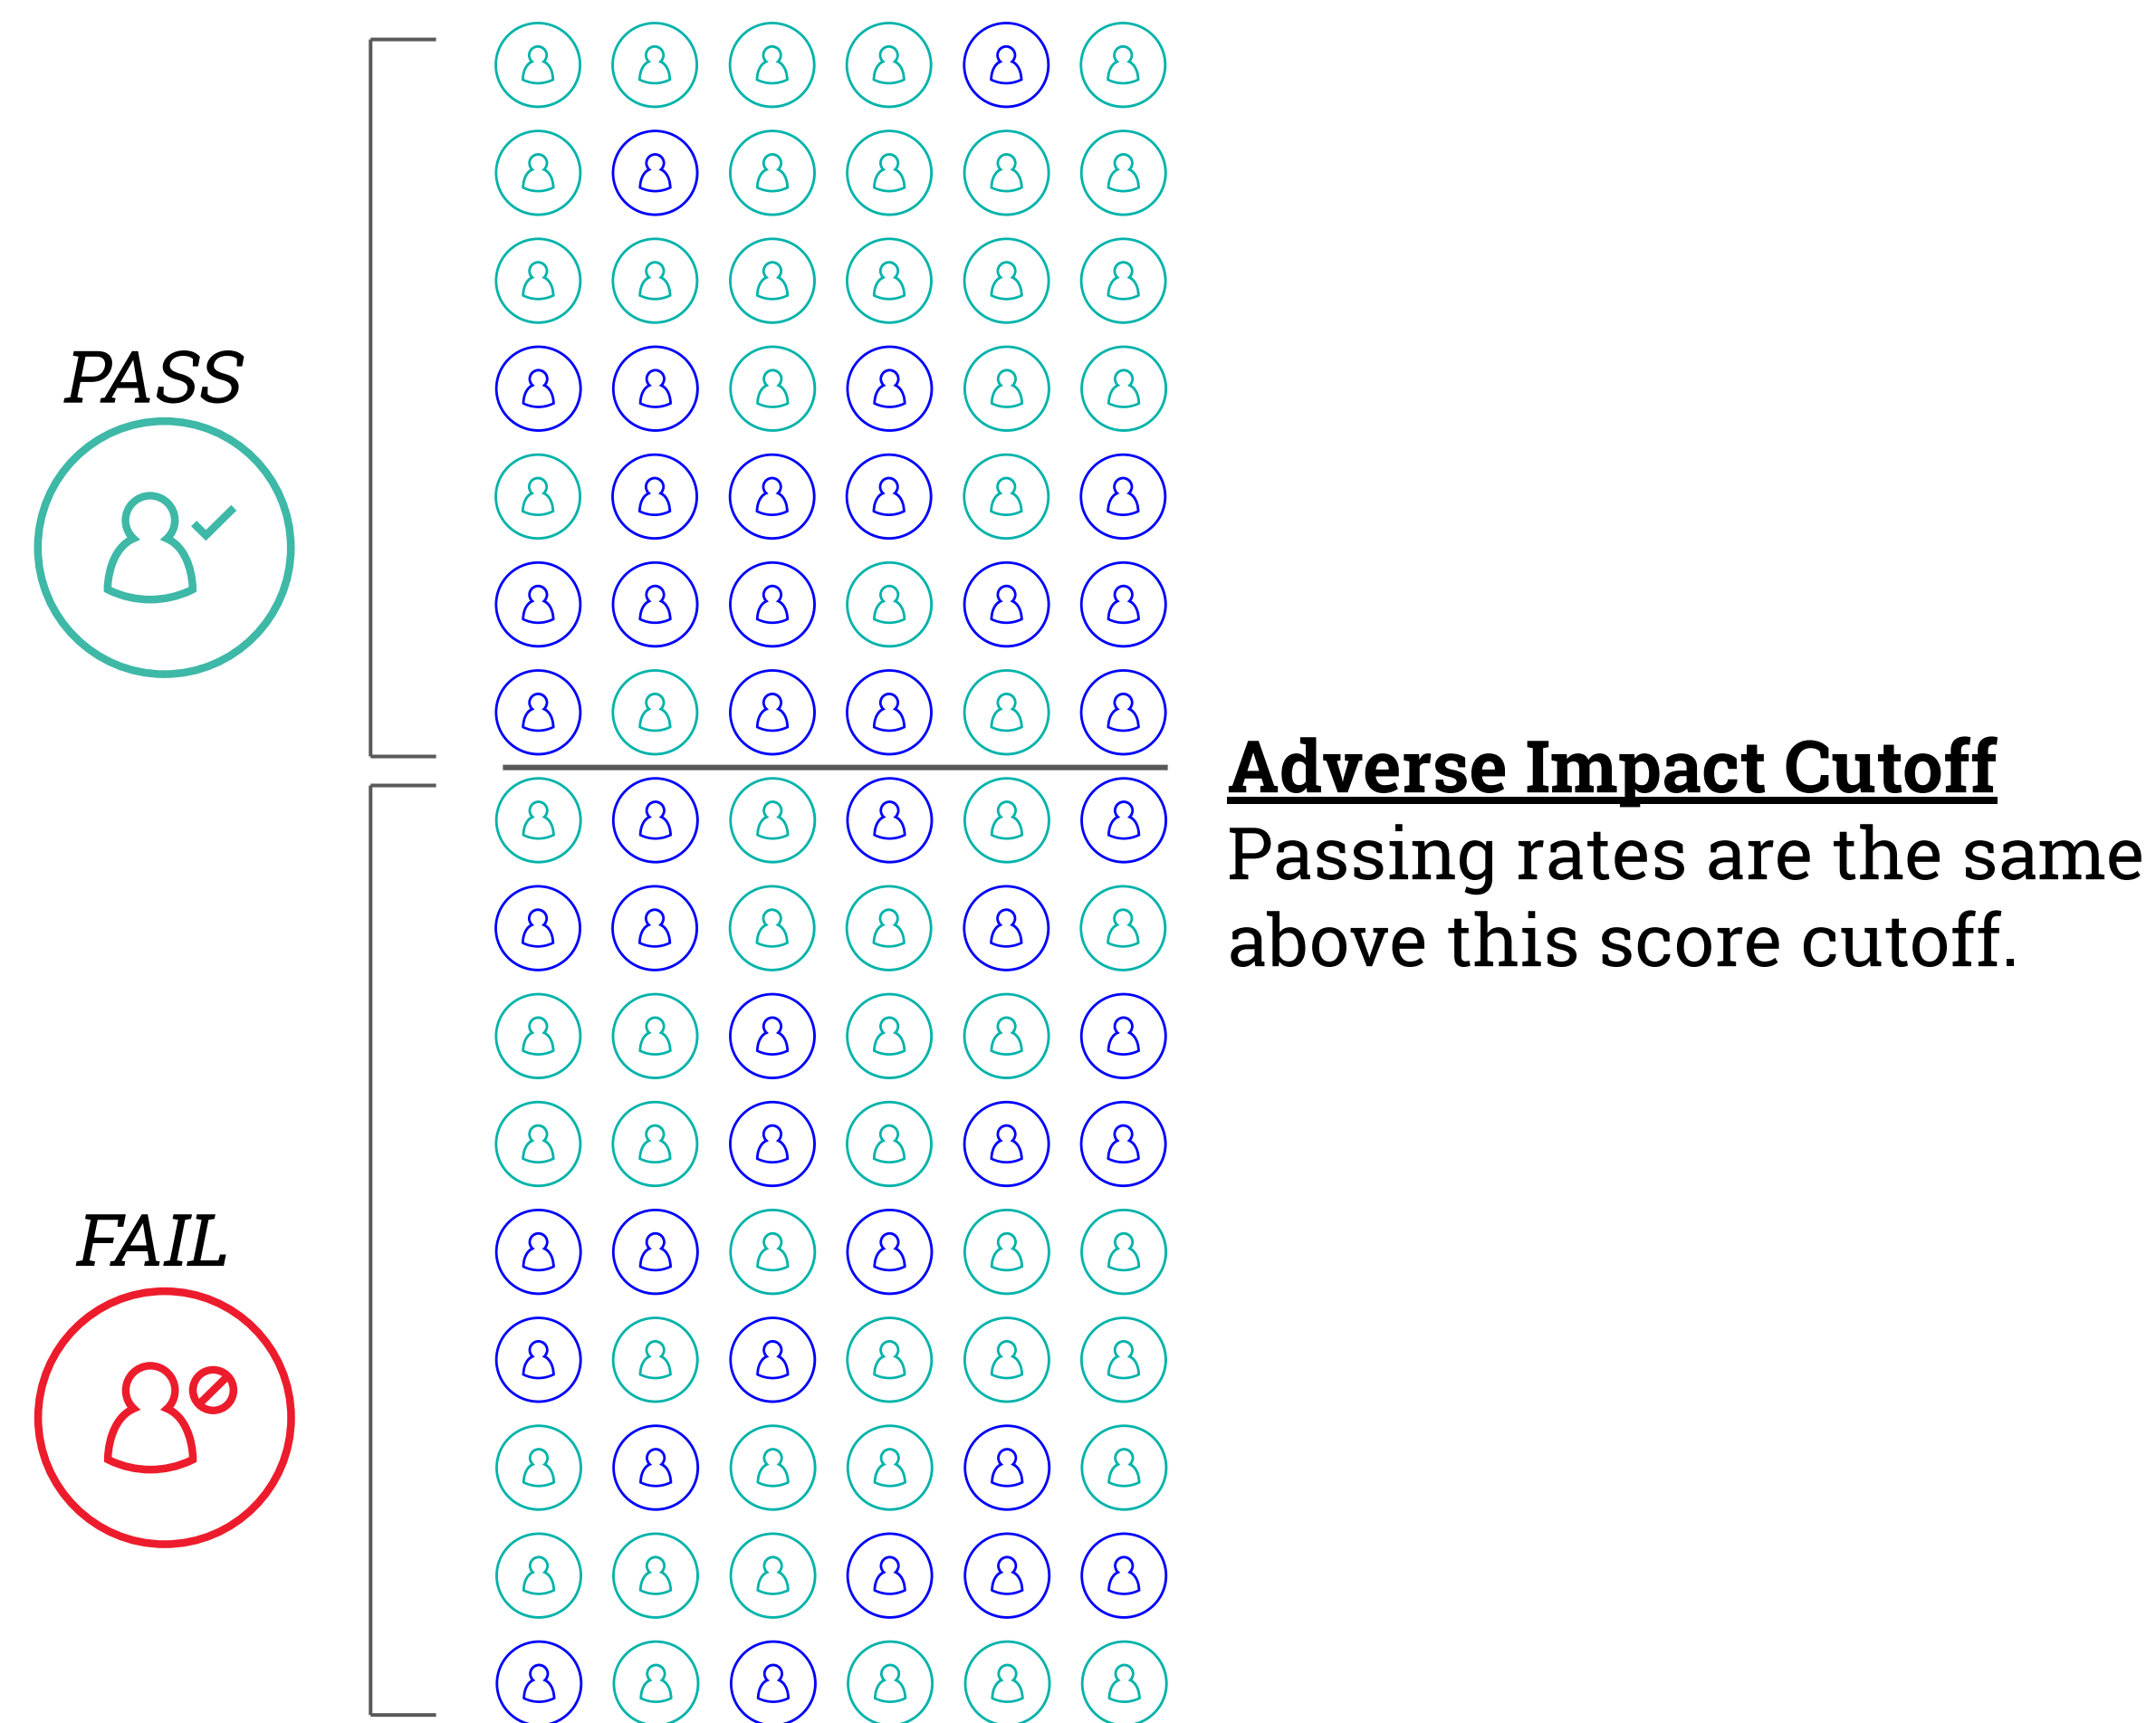 PASS
Adverse Impact Cutoff
Passing rates are the same
above this score cutoff.
FAIL